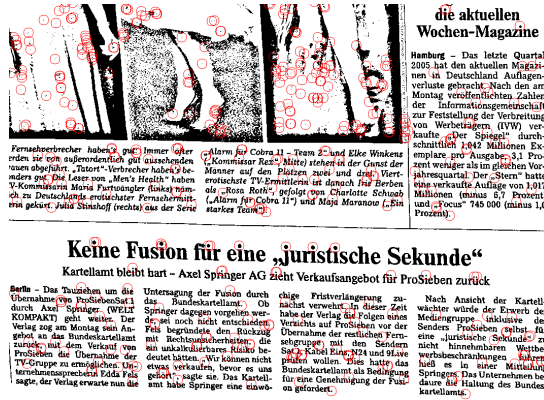 Fernsehverbrecher haben's gut: Immer öfter
werden sie von außerordentlich gut aussehenden
Frauen abgeführt. „Tatort"-Verbrecher haben's be-
sonders gut: Die Leser von „Men's Health" haben
TV-Kommissarin Maria Furtwängler (links) näm-
lich zu Deutschlands erotischster Fernsehermitt-
lerin gekürt. Julia Stinshoff (rechts) aus der Serie
„Alarm für Cobra 11 – Team 2" und Elke Winkens
(„Kommissar Rex", Mitte) stehen in der Gunst der
Männer auf den Plätzen zwei und drei. Viert-
erotischste TV-Ermittlerin ist danach Iris Berben
als „Rosa Roth", gefolgt von Charlotte Schwab
(„Alarm für Cobra 11") und Maja Maranow („Ein
starkes Team").
die aktuellen
Wochen-Magazine
Hamburg – Das letzte Quartal
2005 hat den aktuellen Magazi-
nen in Deutschland Auflagen-
verluste gebracht. Nach den am
Montag veröffentlichten Zahlen
der Informationsgemeinschaft
zur Feststellung der Verbreitung
von Werbeträgern (IVW) ver-
kaufte „Der Spiegel" durch-
schnittlich 1,042 Millionen Ex-
emplare pro Ausgabe, 3,1 Pro-
zent weniger als im gleichen Vor-
jahresquartal. Der „Stern" hatte
eine verkaufte Auflage von 1,017
Millionen (minus 5,7 Prozent)
und „Focus" 745 000 (minus 1,0
Prozent).
Keine Fusion für eine „juristische Sekunde"
Kartellamt bleibt hart – Axel Springer AG zieht Verkaufsangebot für ProSieben zurück
Berlin – Das Tauziehen um die
Übernahme von ProSiebenSat.1
durch Axel Springer (WELT
KOMPAKT) geht weiter. Der
Verlag zog am Montag sein An-
gebot an das Bundeskartellamt
zurück, mit dem Verkauf von
ProSieben die Übernahme der
TV-Gruppe zu ermöglichen. Un-
ternehmenssprecherin Edda Fels
sagte, der Verlag erwarte nun die
Untersagung der Fusion durch
das Bundeskartellamt. Ob
Springer dagegen vorgehen wer-
de, sei noch nicht entschieden.
Fels begründete den Rückzug
mit Rechtsunsicherheiten, die
ein unkalkulierbares Risiko be-
deutet hätten. „Wir können nicht
etwas verkaufen, bevor es uns
gehört", sagte sie. Das Kartell-
amt habe Springer eine einwö-
chige Fristverlängerung zu-
nächst verwehrt. In dieser Zeit
habe der Verlag die Folgen eines
Verzichts auf ProSieben vor der
Übernahme der restlichen Fern-
sehgruppe mit den Sendern
Sat.1, Kabel Eins, N24 und 9Live
prüfen wollen. Dies hatte das
Bundeskartellamt als Bedingung
für eine Genehmigung der Fusi-
on gefordert.
Nach Ansicht der Kartell-
wächter würde der Erwerb der
Mediengruppe inklusive des
Senders ProSieben selbst für
eine „juristische Sekunde" zu
nicht hinnehmbaren Wettbe-
werbsbeschränkungen führen,
hieß es in einer Mitteilung
Springers. Das Unternehmen be-
daure die Haltung des Bundes-
kartellamts.